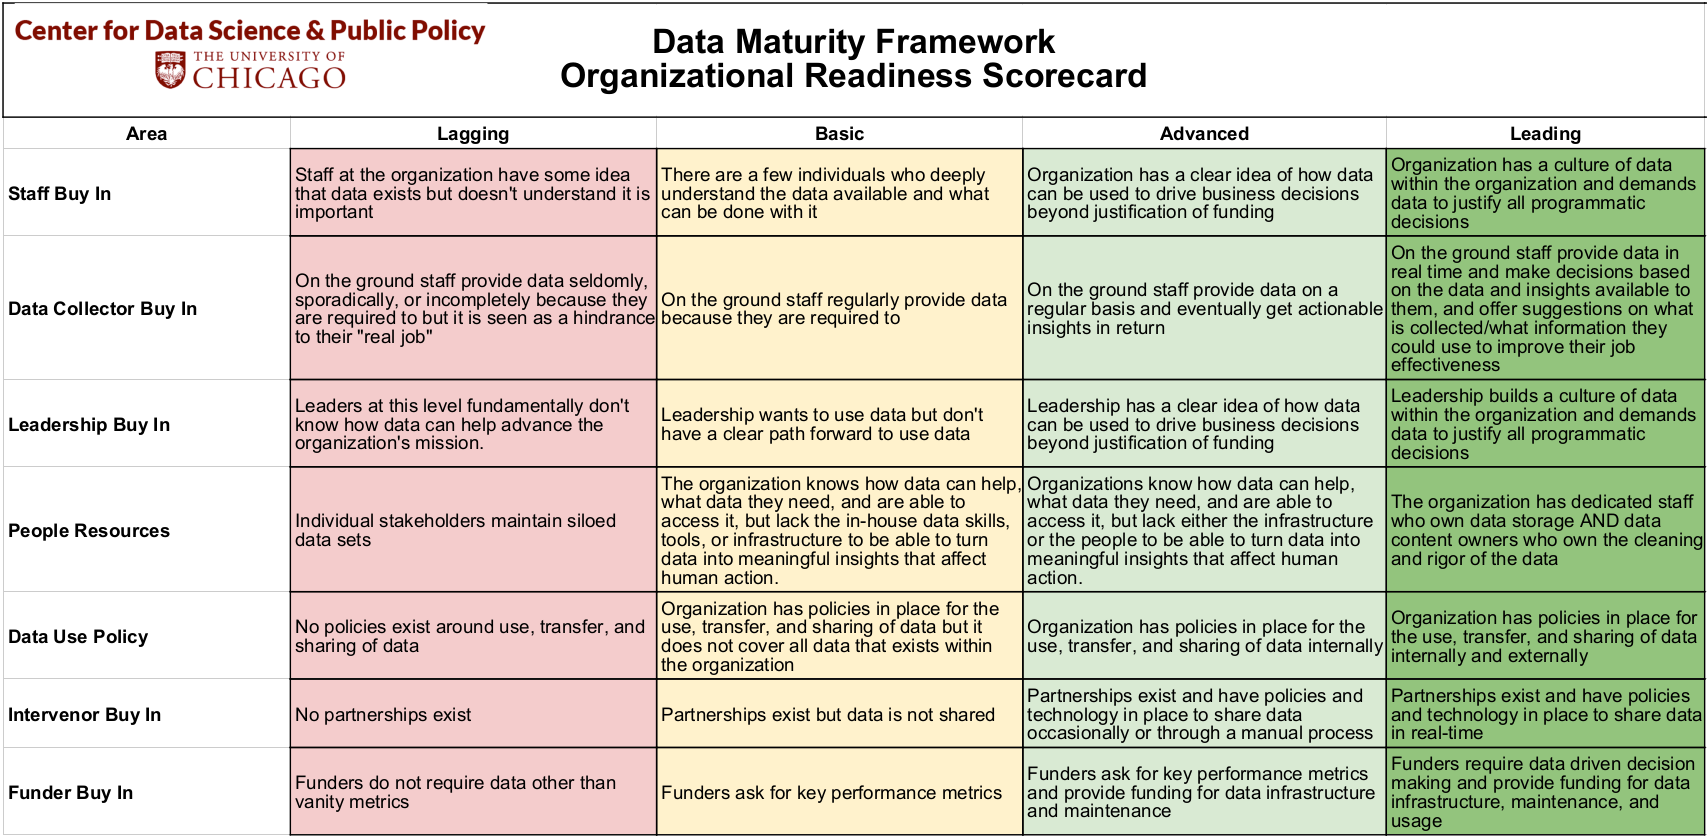 Center for Data Science & Public Policy
THE UNIVERSITY OF
CHICAGO
Data Maturity Framework
Organizational Readiness Scorecard
Area
Lagging
Basic
Advanced
Leading
Staff Buy In
Staff at the organization have some idea
that data exists but doesn't understand it is
important
There are a few individuals who deeply
understand the data available and what
can be done with it
Organization has a clear idea of how data
can be used to drive business decisions
beyond justification of funding
Organization has a culture of data
within the organization and demands
data to justify all programmatic
decisions
Data Collector Buy In
On the ground staff provide data seldomly,
sporadically, or incompletely because they
are required to but it is seen as a hindrance
to their "real job"
On the ground staff regularly provide data
because they are required to
On the ground staff provide data on a
regular basis and eventually get actionable
insights in return
On the ground staff provide data in
real time and make decisions based
on the data and insights available to
them, and offer suggestions on what
is collected/what information they
could use to improve their job
effectiveness
Leadership Buy In
Leaders at this level fundamentally don't
know how data can help advance the
organization's mission.
Leadership wants to use data but don't
have a clear path forward to use data
Leadership has a clear idea of how data
can be used to drive business decisions
beyond justification of funding
Leadership builds a culture of data
within the organization and demands
data to justify all programmatic
decisions
People Resources
Individual stakeholders maintain siloed
data sets
The organization knows how data can help,
what data they need, and are able to
access it, but lack the in-house data skills,
tools, or infrastructure to be able to turn
data into meaningful insights that affect
human action.
Organizations know how data can help,
what data they need, and are able to
access it, but lack either the infrastructure
or the people to be able to turn data into
meaningful insights that affect human
action.
The organization has dedicated staff
who own data storage AND data
content owners who own the cleaning
and rigor of the data
Data Use Policy
No policies exist around use, transfer, and
sharing of data
Organization has policies in place for the
use, transfer, and sharing of data but it
does not cover all data that exists within
the organization
Organization has policies in place for the
use, transfer, and sharing of data internally
Organization has policies in place for
the use, transfer, and sharing of data
internally and externally
Intervenor Buy In
No partnerships exist
Partnerships exist but data is not shared
Partnerships exist and have policies and
technology in place to share data
occasionally or through a manual process
Partnerships exist and have policies
and technology in place to share data
in real-time
Funder Buy In
Funders do not require data other than
vanity metrics
Funders ask for key performance metrics
Funders ask for key performance metrics
and provide funding for data infrastructure
and maintenance
Funders require data driven decision
making and provide funding for data
infrastructure, maintenance, and
usage